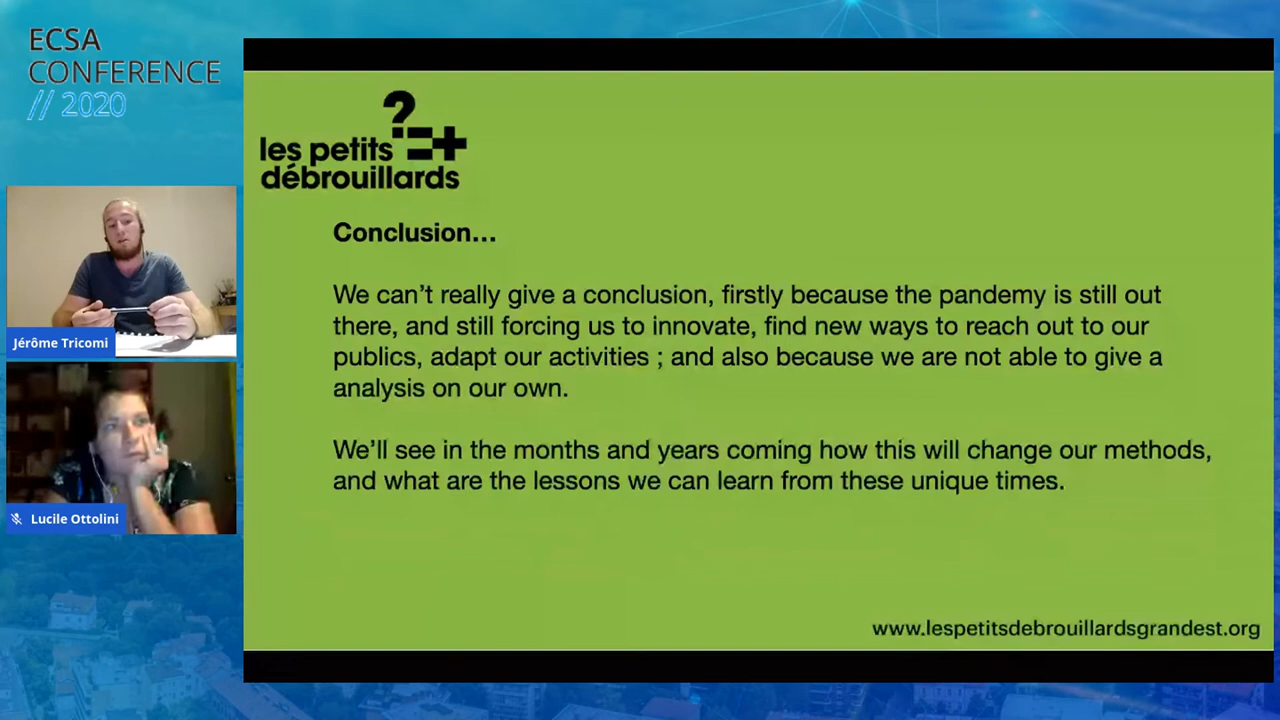 ECSA
CONFERENCE
// 2020
Jérôme Tricomi
Lucile Ottolini
?
les petits
débrouillards
Conclusion...
We can't really give a conclusion, firstly because the pandemy is still out
there, and still forcing us to innovate, find new ways to reach out to our
publics, adapt our activities ; and also because we are not able to give a
analysis on our own.
We'll see in the months and years coming how this will change our methods,
and what are the lessons we can learn from these unique times.
www.lespetitsdebrouillardsgrandest.org